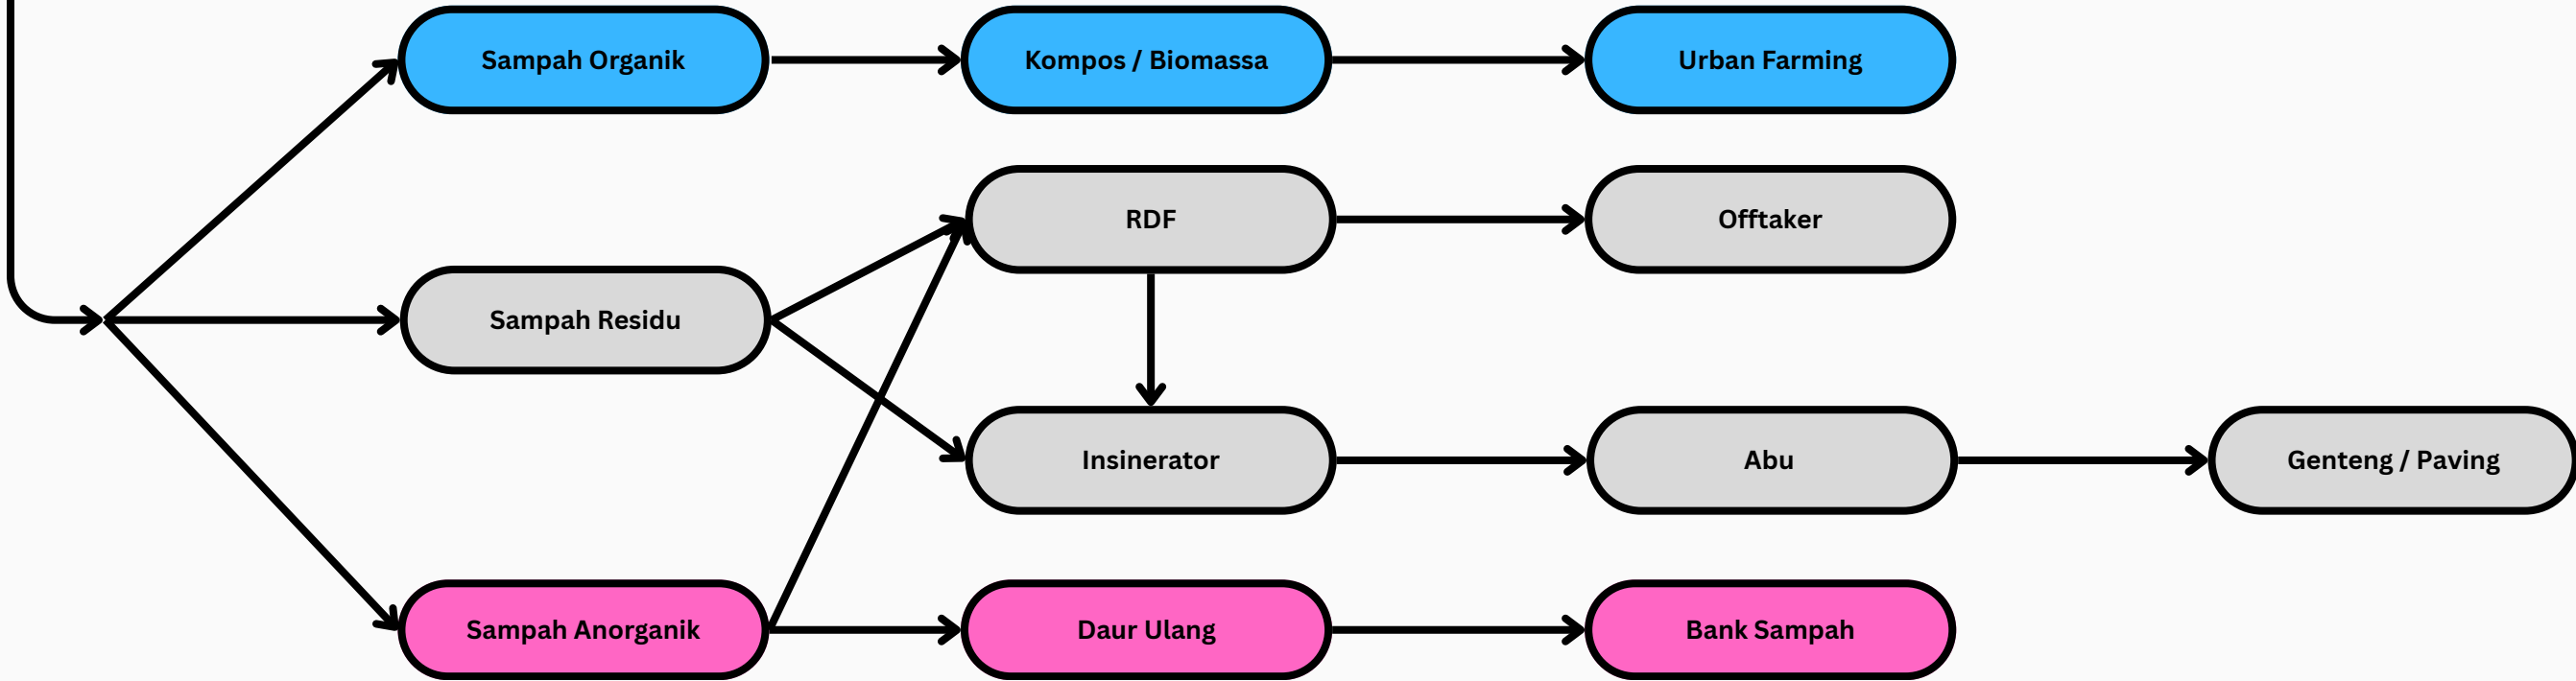 Sampah Organik
Kompos / Biomassa
Urban Farming
RDF
Offtaker
Sampah Residu
Insinerator
Abu
Genteng / Paving
Sampah Anorganik
Daur Ulang
Bank Sampah